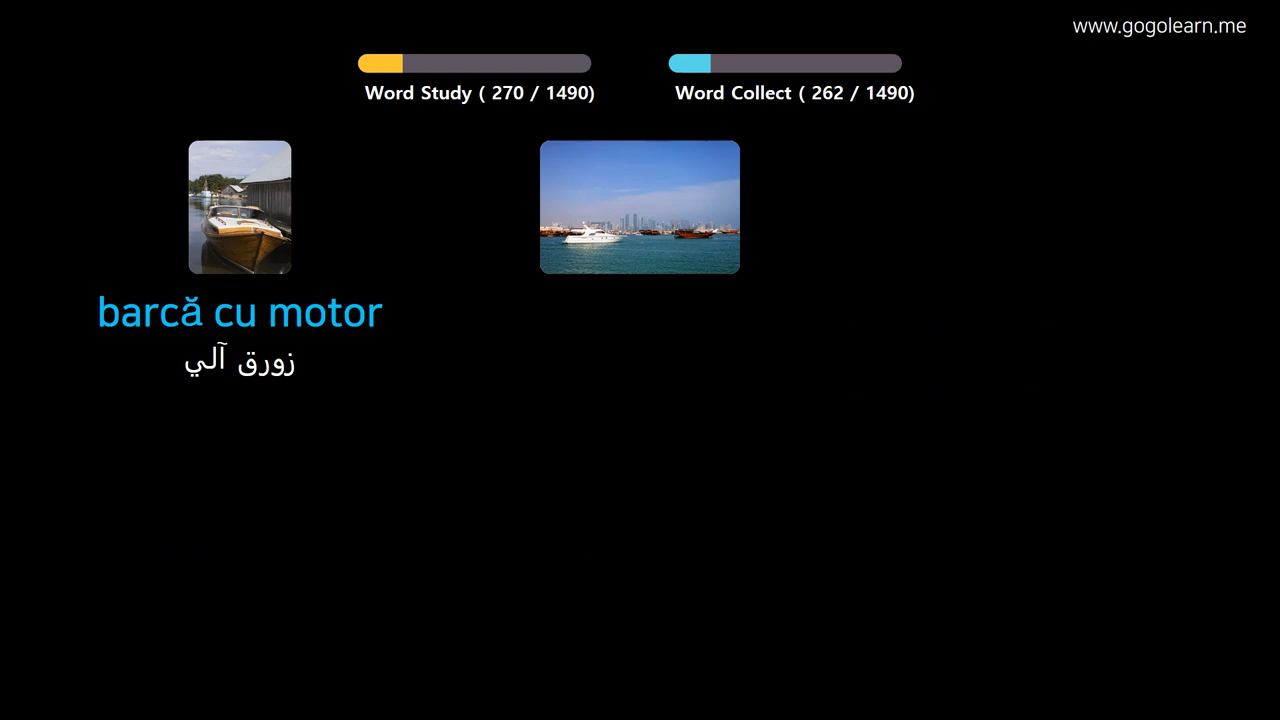 www.gogolearn.me
Word Study ( 270 / 1490)
Word Collect ( 262 / 1490)
barcă cu motor
زورق آلي